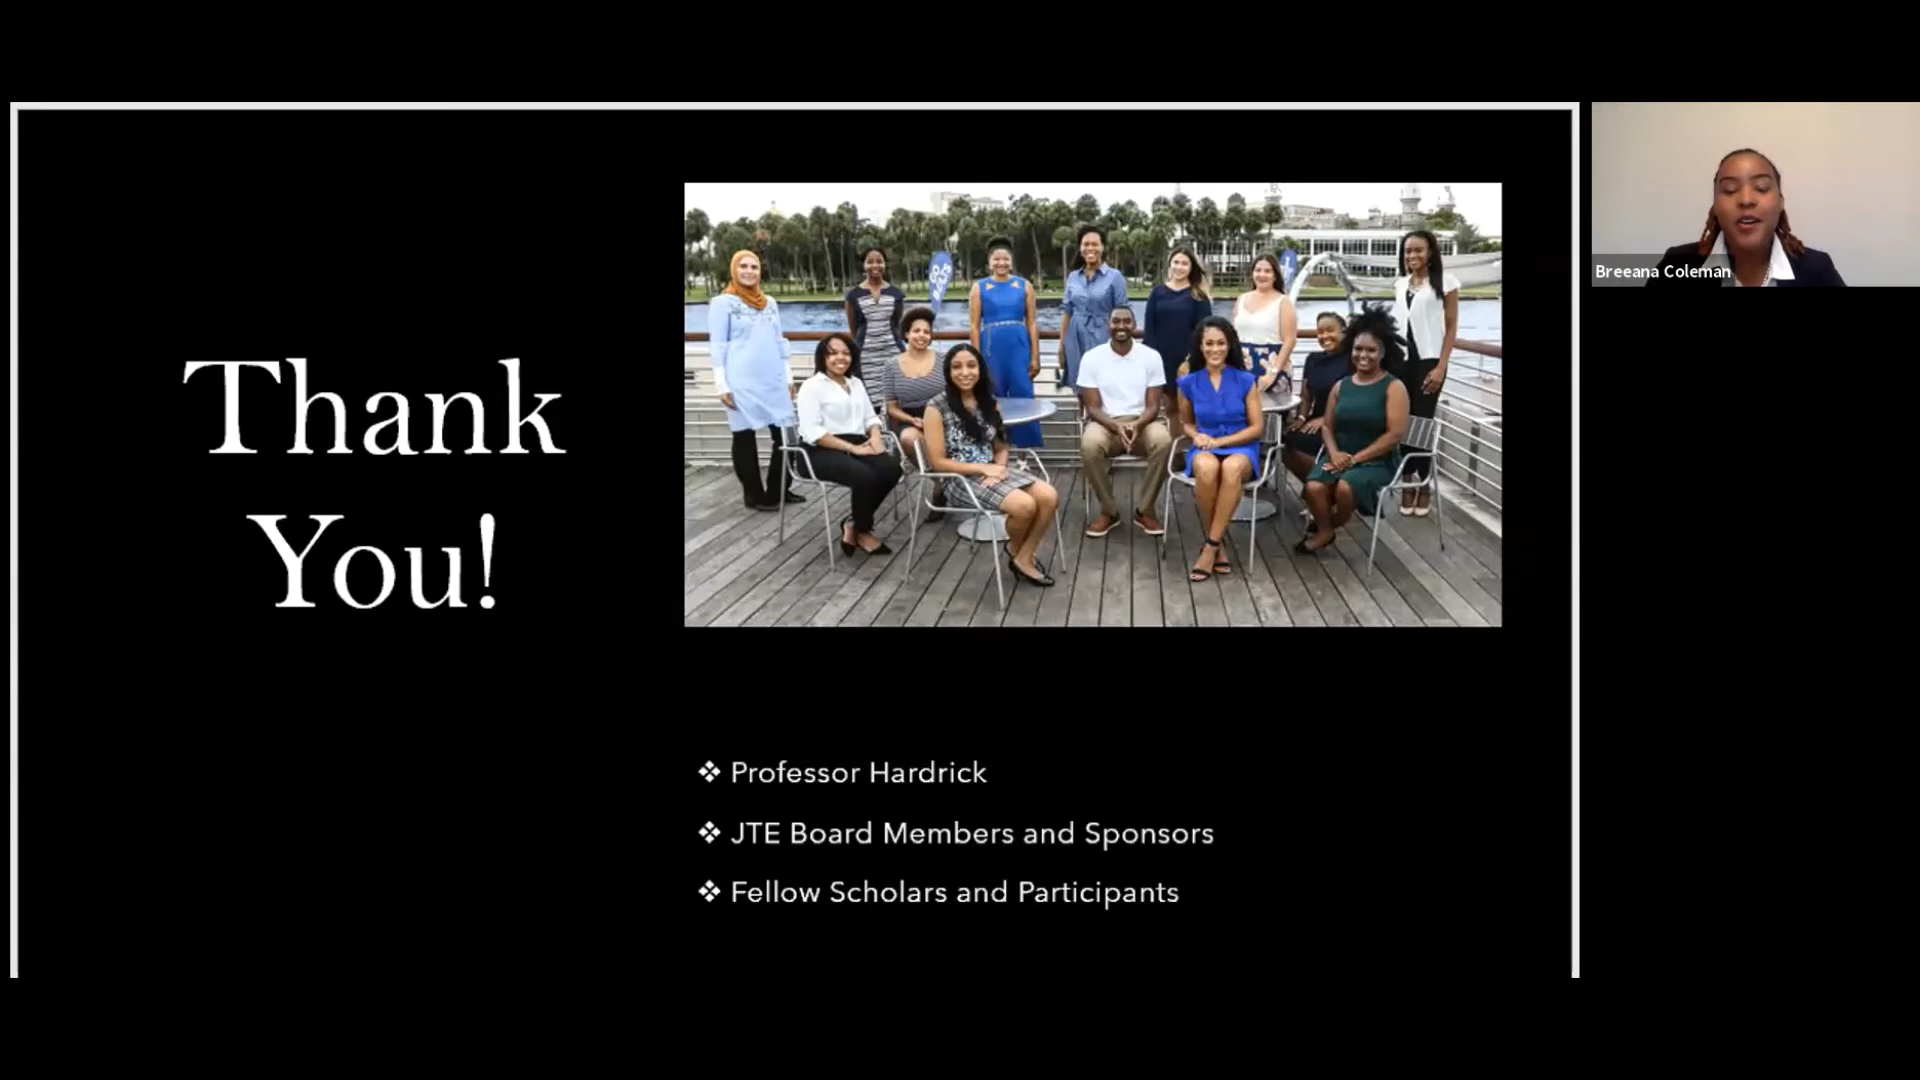 Thank
You!
❖ Professor Hardrick
❖ JTE Board Members and Sponsors
❖ Fellow Scholars and Participants
Breeana Coleman